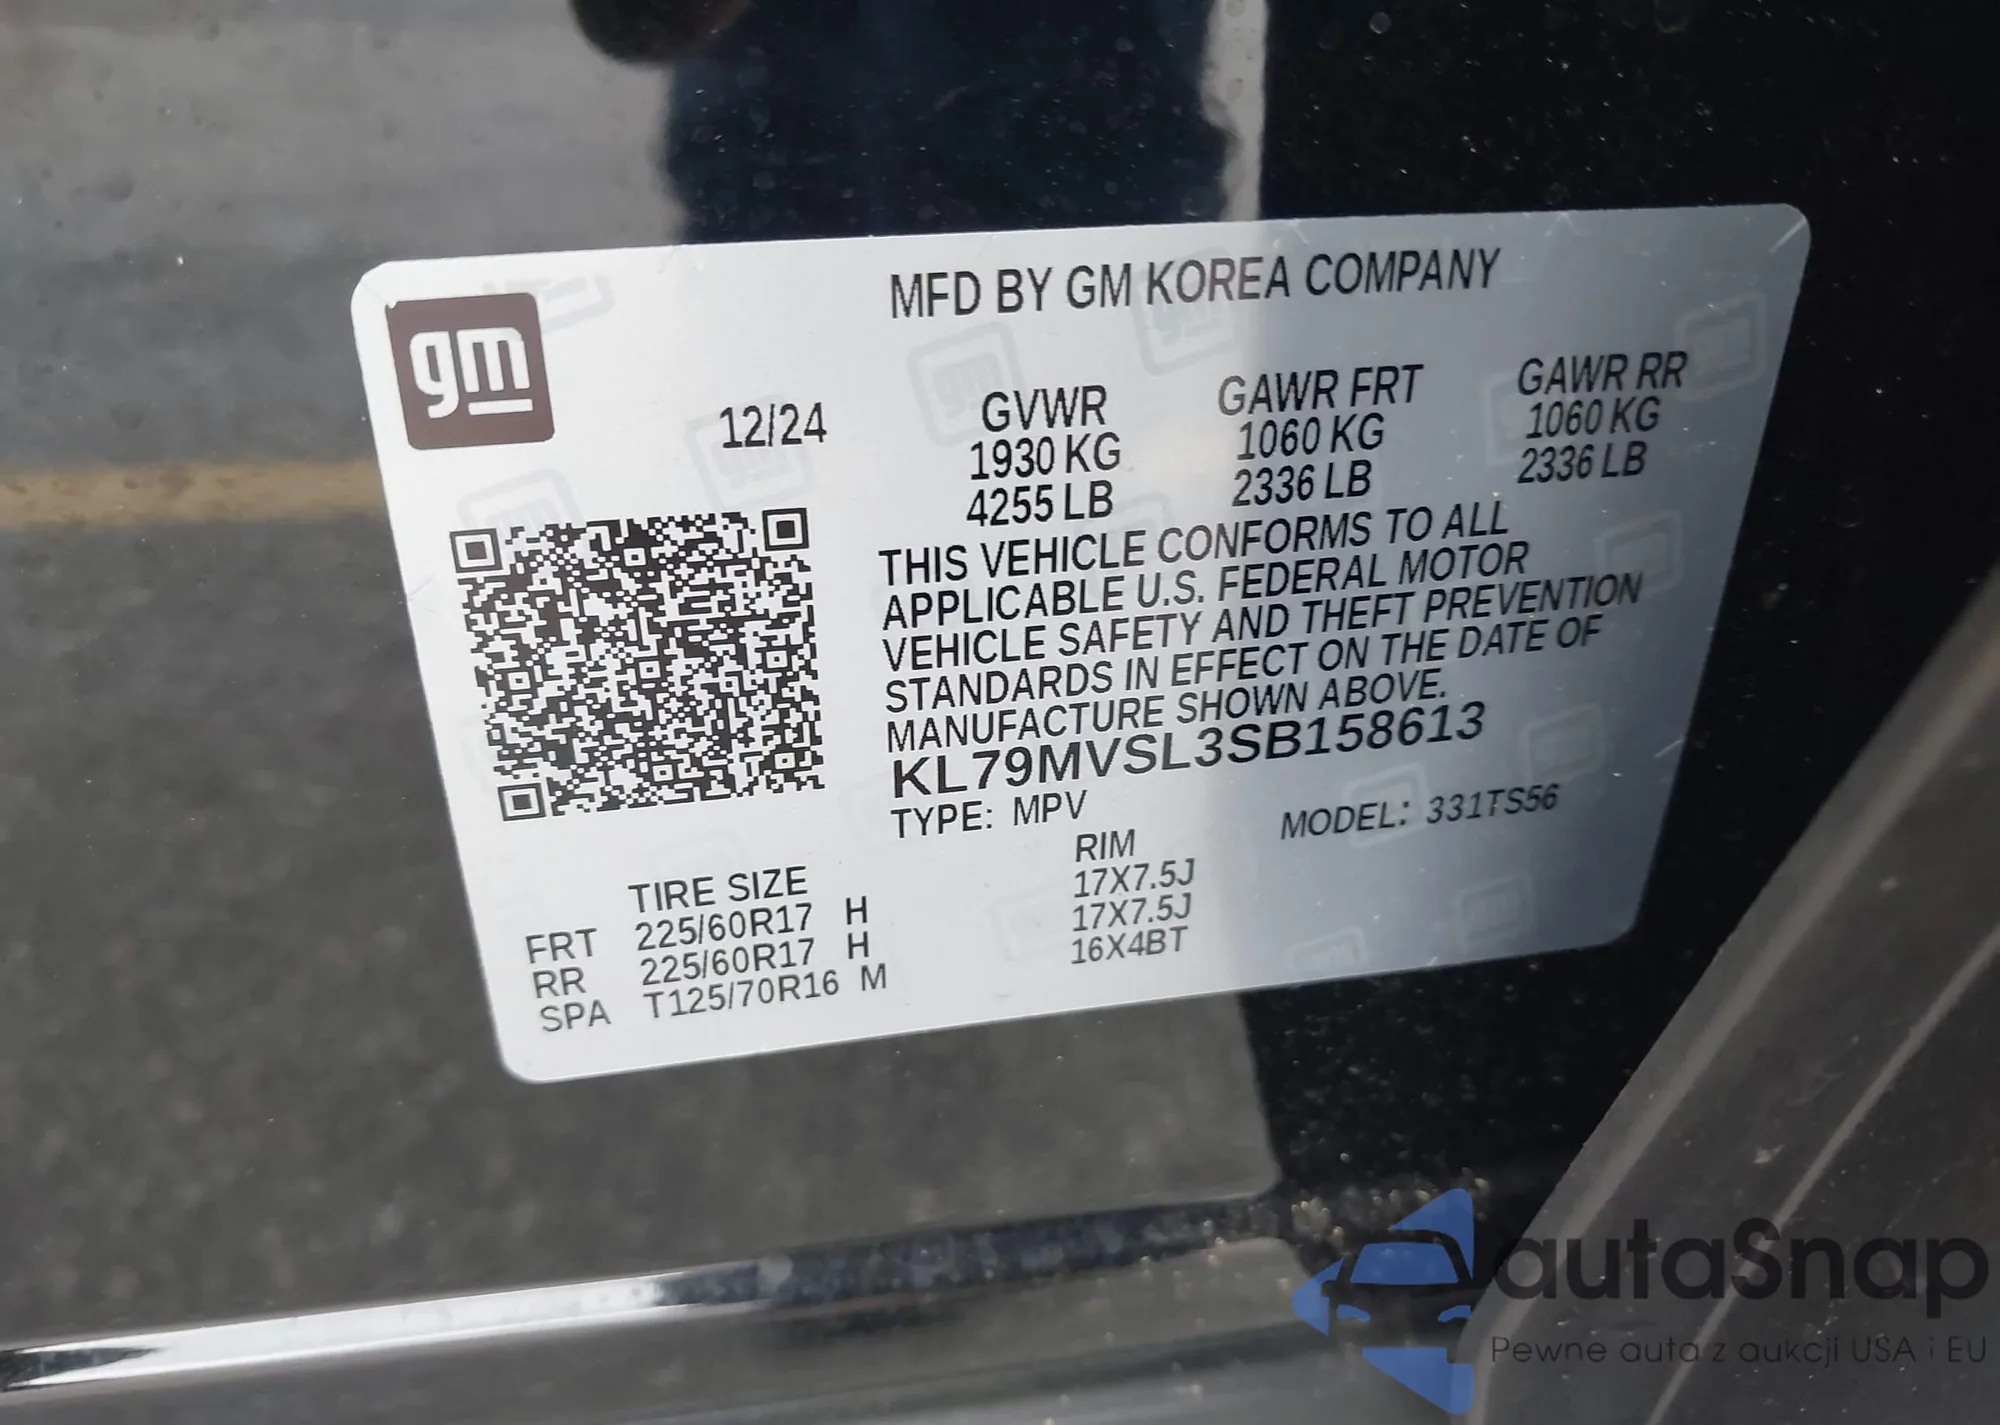 MFD BY GM KOREA COMPANY
gm
12/24
GVWR GAWR FRT GAWR RR
1930 KG 1060 KG 1060 KG
4255 LB 2336 LB 2336 LB
THIS VEHICLE CONFORMS TO ALL
APPLICABLE U.S. FEDERAL MOTOR
VEHICLE SAFETY AND THEFT PREVENTION
STANDARDS IN EFFECT ON THE DATE OF
MANUFACTURE SHOWN ABOVE.
KL79MVSL3SB158613
TYPE: MPV MODEL: 331TS56
TIRE SIZE RIM
FRT 225/60R17 H 17X7.5J
RR 225/60R17 H 17X7.5J
SPA T125/70R16 M 16X4BT
autaSnap
Pewne auta z aukcji USA i EU